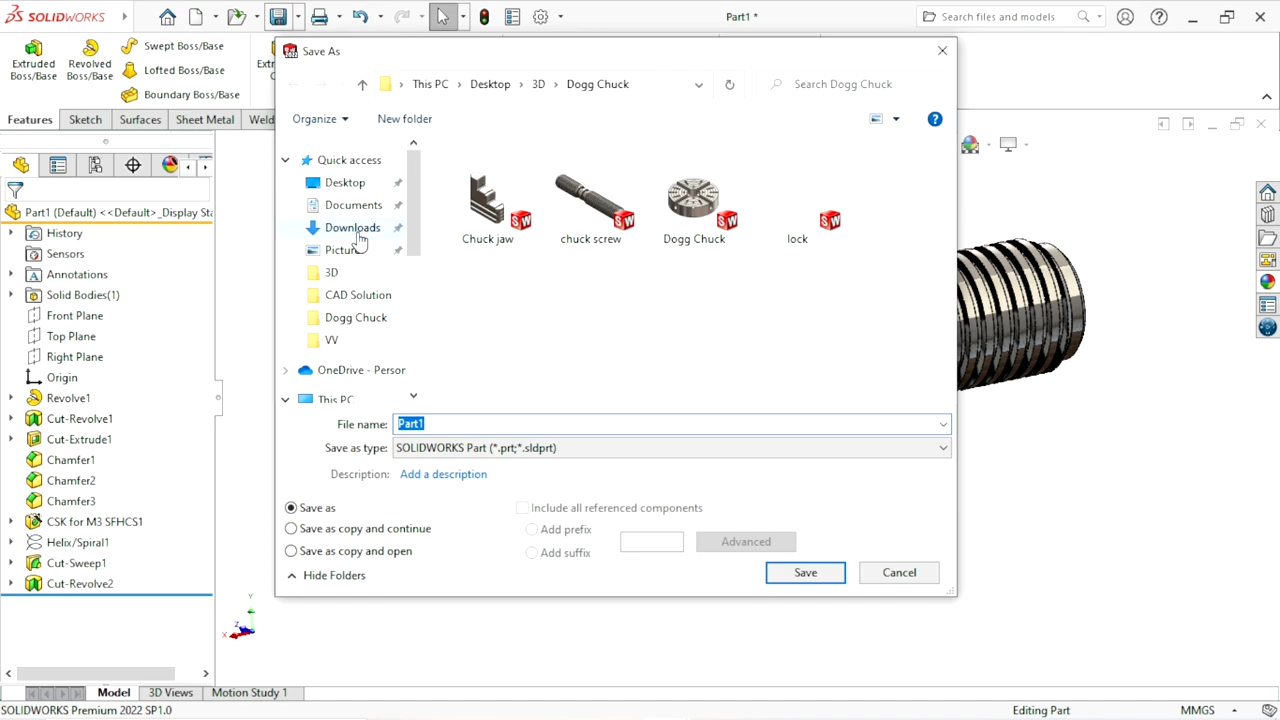 SOLIDWORKS
Part1 *
Search files and models
Extruded Boss/Base
Revolved Boss/Base
Swept Boss/Base
Lofted Boss/Base
Boundary Boss/Base
Features
Sketch
Surfaces
Sheet Metal
Part1 (Default) <<Default>_Display Sta
History
Sensors
Annotations
Solid Bodies(1)
Front Plane
Top Plane
Right Plane
Origin
Revolve1
Cut-Revolve1
Cut-Extrude1
Chamfer1
Chamfer2
Chamfer3
CSK for M3 SFHCS1
Helix/Spiral1
Cut-Sweep1
Cut-Revolve2
Save As
This PC > Desktop > 3D > Dogg Chuck
Search Dogg Chuck
Organize
New folder
Quick access
Desktop
Documents
Downloads
3D
CAD Solution
Dogg Chuck
VV
OneDrive - Persor
This PC
Chuck jaw
chuck screw
Dogg Chuck
lock
File name: Part1
Save as type: SOLIDWORKS Part (*.prt;*.sldprt)
Description: Add a description
Save as
Save as copy and continue
Save as copy and open
Include all referenced components
Add prefix
Add suffix
Advanced
Hide Folders
Save
Cancel
Y
Z
X
Model
3D Views
Motion Study 1
SOLIDWORKS Premium 2022 SP1.0
Editing Part
MMGS